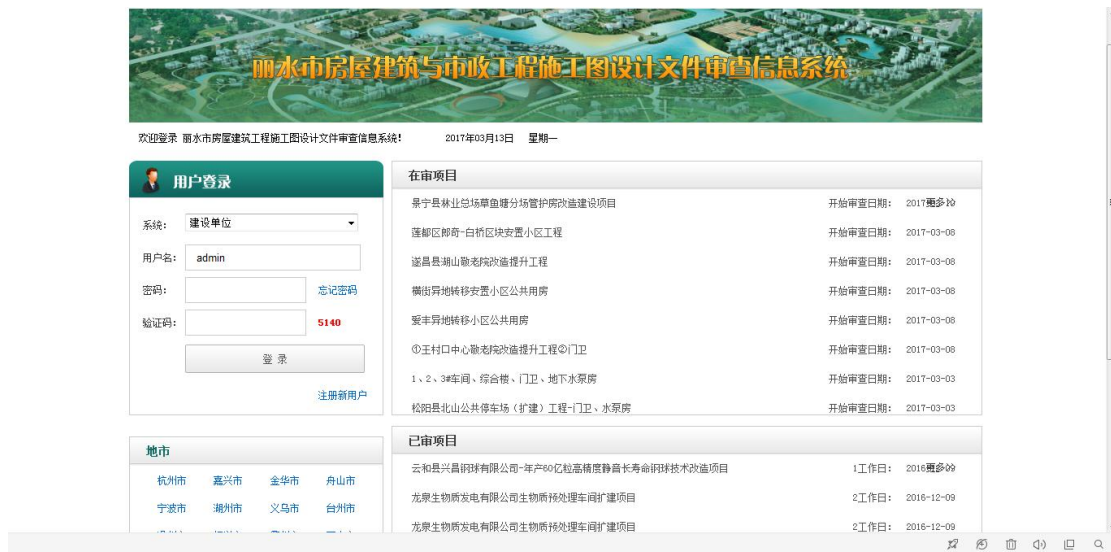 丽水市房屋建筑与市政工程施工图设计文件审查信息系统
欢迎登录 丽水市房屋建筑工程施工图设计文件审查信息系统! 2017年03月13日 星期一
用户登录
系统: 建设单位
用户名: admin
密码: 忘记密码
验证码: 5140
登 录
注册新用户
地市
杭州市 嘉兴市 金华市 舟山市
宁波市 湖州市 义乌市 台州市
在审项目
景宁县林业总场草鱼塘分场管护房改造建设项目 开始审查日期: 2017 更多>>
莲都区郎奇-白桥区块安置小区工程 开始审查日期: 2017-03-08
遂昌县湖山敬老院改造提升工程 开始审查日期: 2017-03-08
横街异地转移安置小区公共用房 开始审查日期: 2017-03-08
爱丰异地转移小区公共用房 开始审查日期: 2017-03-08
①王村口中心敬老院改造提升工程②门卫 开始审查日期: 2017-03-08
1、2、3#车间、综合楼、门卫、地下水泵房 开始审查日期: 2017-03-03
松阳县北山公共停车场（扩建）工程-门卫、水泵房 开始审查日期: 2017-03-03
已审项目
云和县兴昌钢球有限公司-年产60亿粒高精度静音长寿命钢球技术改造项目 1工作日: 2016 更多>>
龙泉生物质发电有限公司生物质预处理车间扩建项目 2工作日: 2016-12-09
龙泉生物质发电有限公司生物质预处理车间扩建项目 2工作日: 2016-12-09